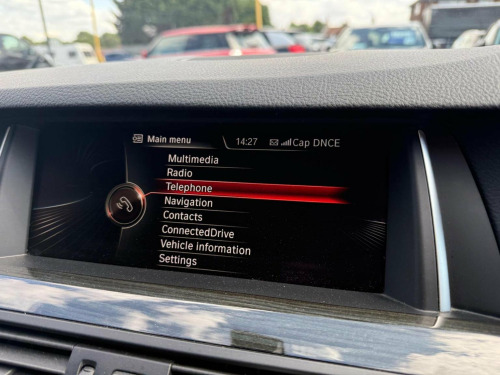 Main menu 14:27 Cap DNCE
Multimedia
Radio
Telephone
Navigation
Contacts
ConnectedDrive
Vehicle information
Settings